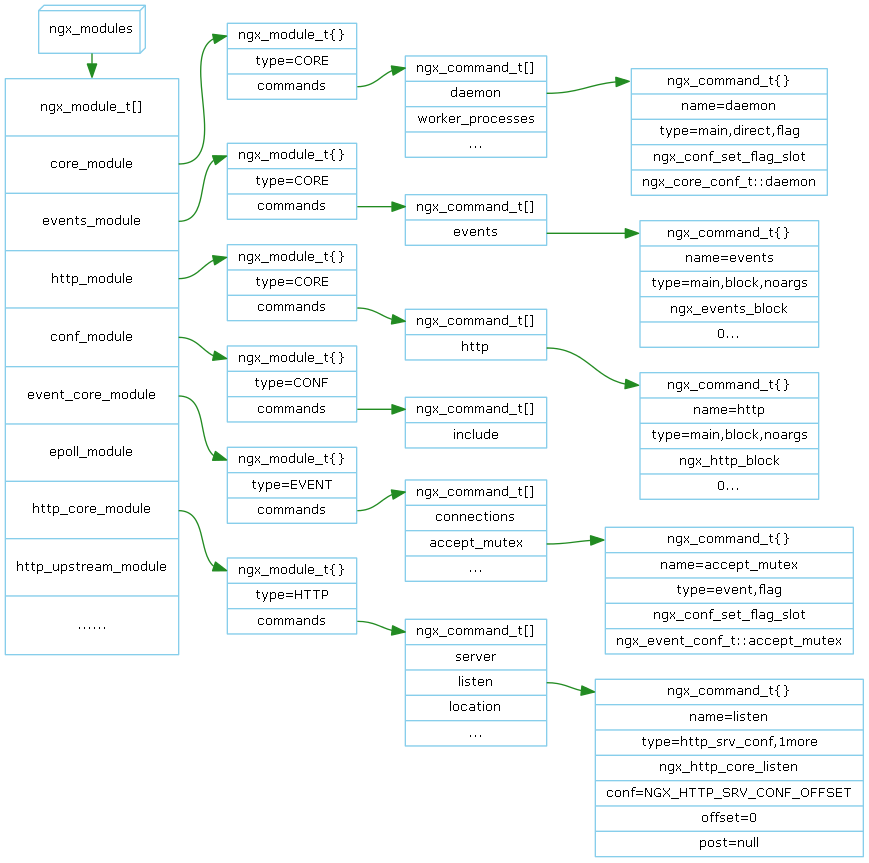 ngx_modules
ngx_module_t[]
core_module
events_module
http_module
conf_module
event_core_module
epoll_module
http_core_module
http_upstream_module
......
ngx_module_t{}
type=CORE
commands
ngx_module_t{}
type=CORE
commands
ngx_module_t{}
type=CORE
commands
ngx_module_t{}
type=CONF
commands
ngx_module_t{}
type=EVENT
commands
ngx_module_t{}
type=HTTP
commands
ngx_command_t[]
daemon
worker_processes
...
ngx_command_t[]
events
ngx_command_t[]
http
ngx_command_t[]
include
ngx_command_t[]
connections
accept_mutex
...
ngx_command_t[]
server
listen
location
...
ngx_command_t{}
name=daemon
type=main,direct,flag
ngx_conf_set_flag_slot
ngx_core_conf_t::daemon
ngx_command_t{}
name=events
type=main,block,noargs
ngx_events_block
0...
ngx_command_t{}
name=http
type=main,block,noargs
ngx_http_block
0...
ngx_command_t{}
name=accept_mutex
type=event,flag
ngx_conf_set_flag_slot
ngx_event_conf_t::accept_mutex
ngx_command_t{}
name=listen
type=http_srv_conf,1more
ngx_http_core_listen
conf=NGX_HTTP_SRV_CONF_OFFSET
offset=0
post=null